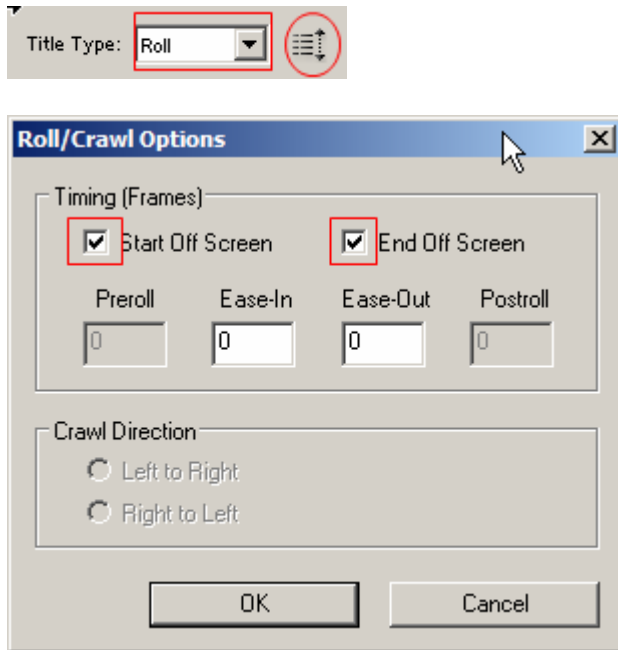 Title Type: Roll
Roll/Crawl Options
Timing (Frames)
Start Off Screen End Off Screen
Preroll Ease-In Ease-Out Postroll
0 0 0 0
Crawl Direction
Left to Right
Right to Left
OK Cancel